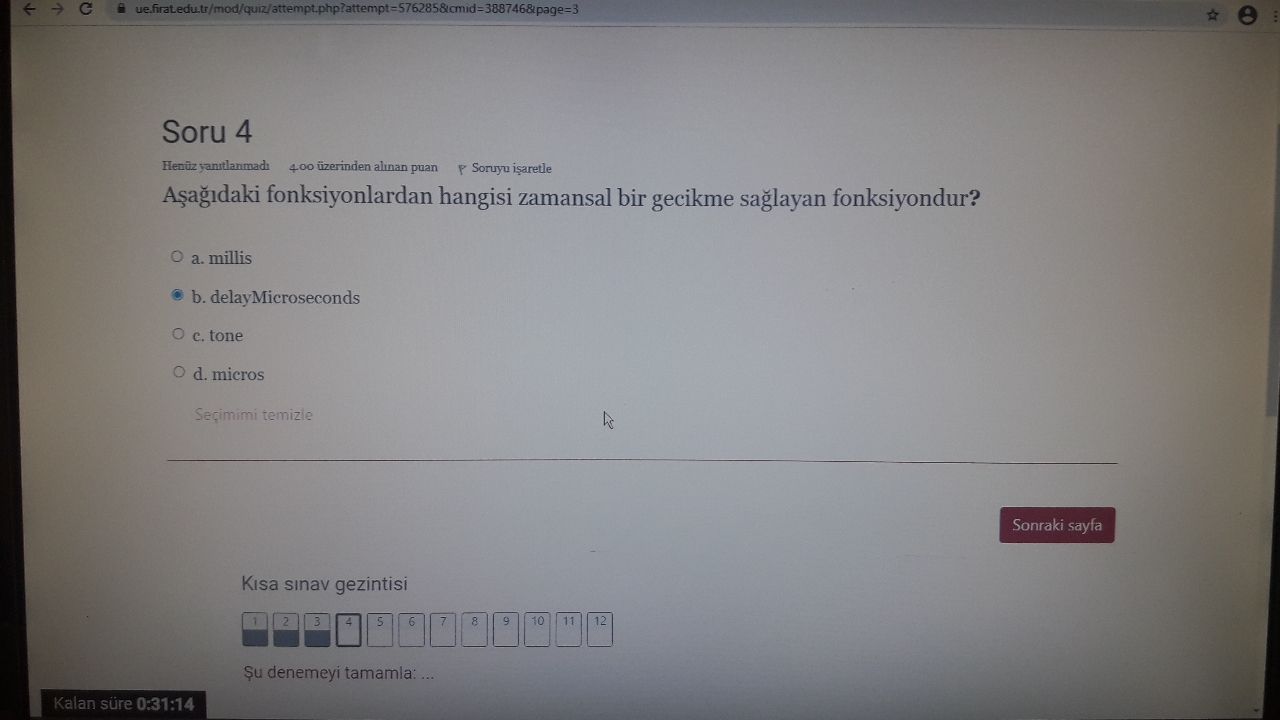 ue.firat.edu.tr/mod/quiz/attempt.php?attempt=576285&cmid=388746&page=3
Soru 4
Henüz yanıtlanmadı 4.00 üzerinden alınan puan Soruyu işaretle
Aşağıdaki fonksiyonlardan hangisi zamansal bir gecikme sağlayan fonksiyondur?
a. millis
b. delayMicroseconds
c. tone
d. micros
Seçimimi temizle
Sonraki sayfa
Kısa sınav gezintisi
1 2 3 4 5 6 7 8 9 10 11 12
Şu denemeyi tamamla: ...
Kalan süre 0:31:14